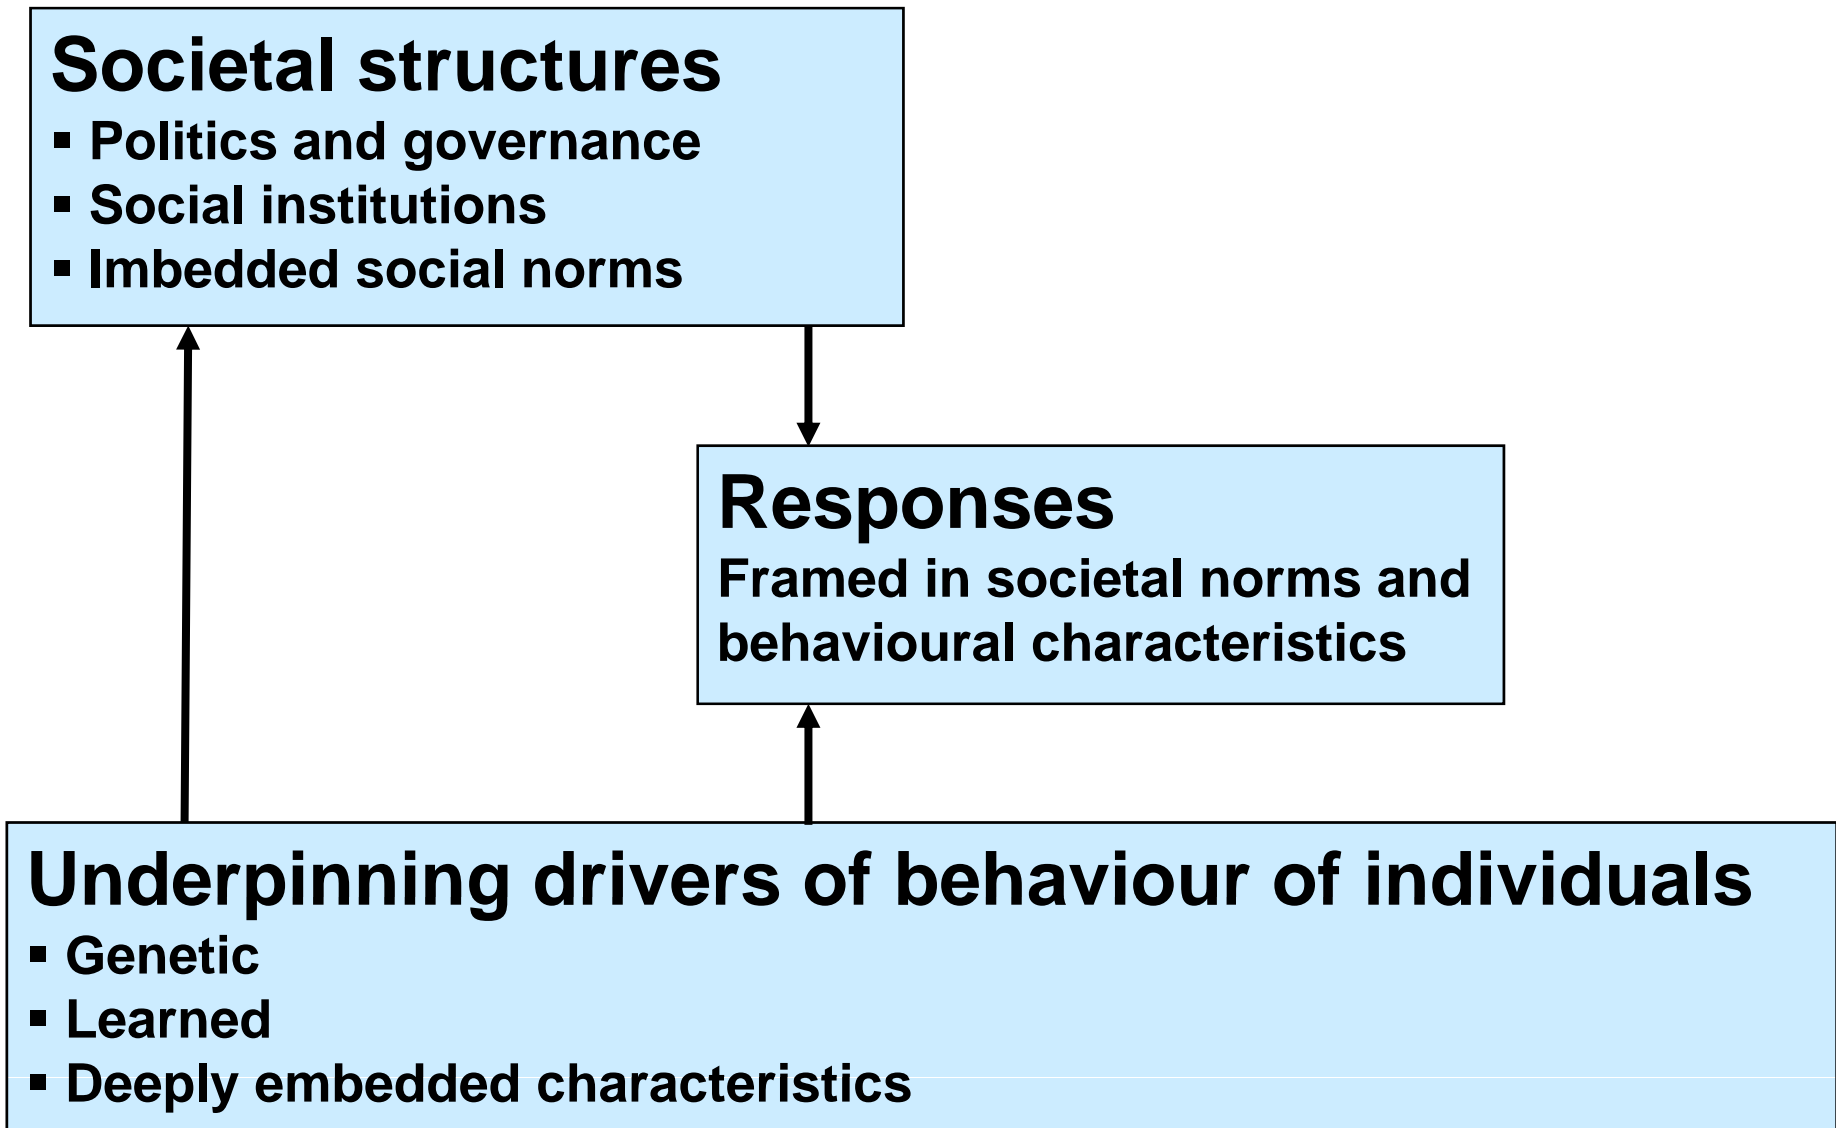 Societal structures
▪ Politics and governance
▪ Social institutions
▪ Imbedded social norms
Responses
Framed in societal norms and
behavioural characteristics
Underpinning drivers of behaviour of individuals
▪ Genetic
▪ Learned
▪ Deeply embedded characteristics